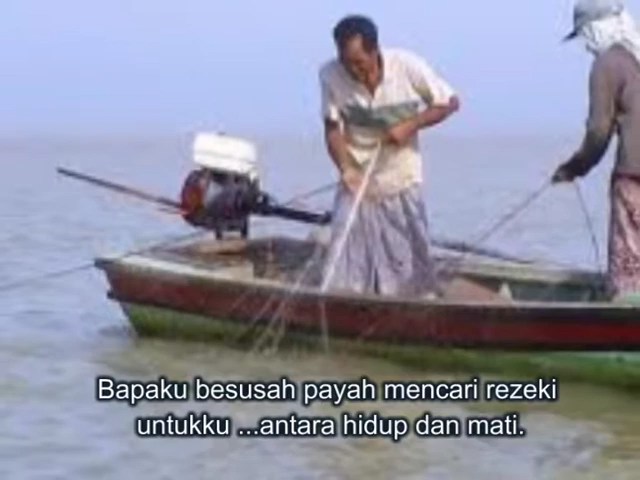 Bapaku besusah payah mencari rezeki
untukku ...antara hidup dan mati.